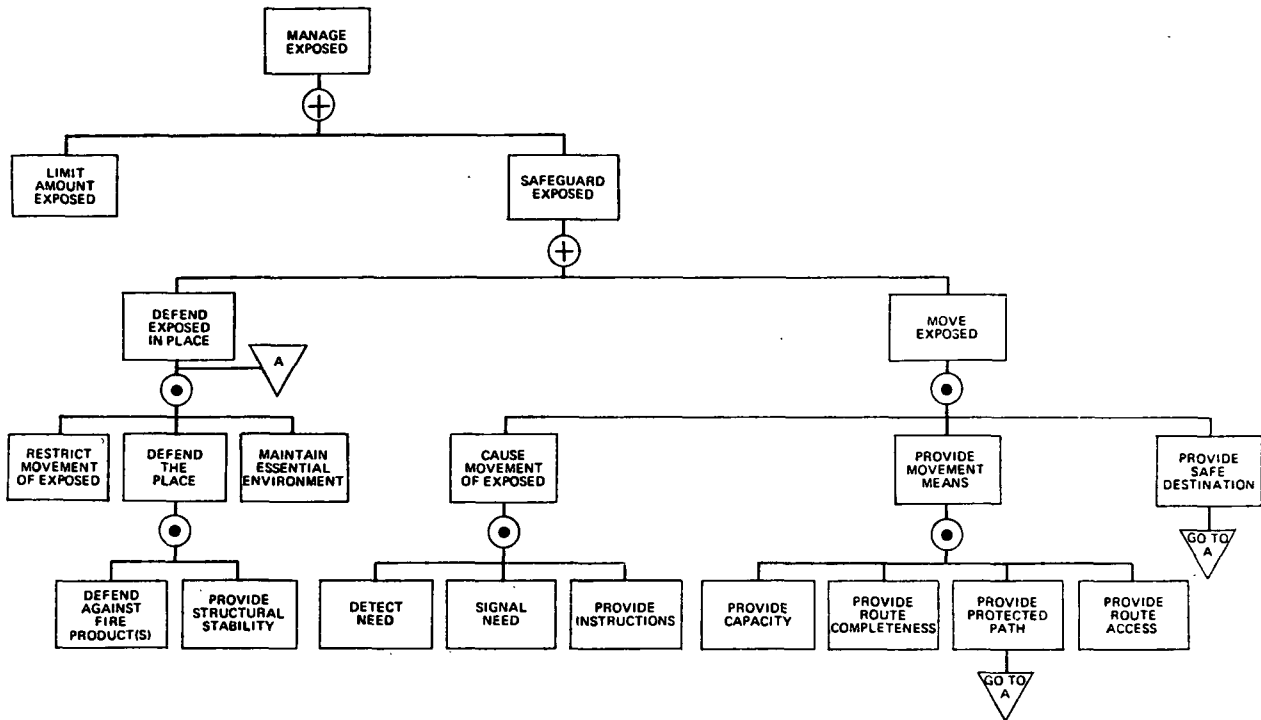 MANAGE
EXPOSED
LIMIT
AMOUNT
EXPOSED
SAFEGUARD
EXPOSED
DEFEND
EXPOSED
IN PLACE
A
MOVE
EXPOSED
RESTRICT
MOVEMENT
OF EXPOSED
DEFEND
THE
PLACE
MAINTAIN
ESSENTIAL
ENVIRONMENT
CAUSE
MOVEMENT
OF EXPOSED
PROVIDE
MOVEMENT
MEANS
PROVIDE
SAFE
DESTINATION
GO TO
A
DEFEND
AGAINST
FIRE
PRODUCT(S)
PROVIDE
STRUCTURAL
STABILITY
DETECT
NEED
SIGNAL
NEED
PROVIDE
INSTRUCTIONS
PROVIDE
CAPACITY
PROVIDE
ROUTE
COMPLETENESS
PROVIDE
PROTECTED
PATH
PROVIDE
ROUTE
ACCESS
GO TO
A